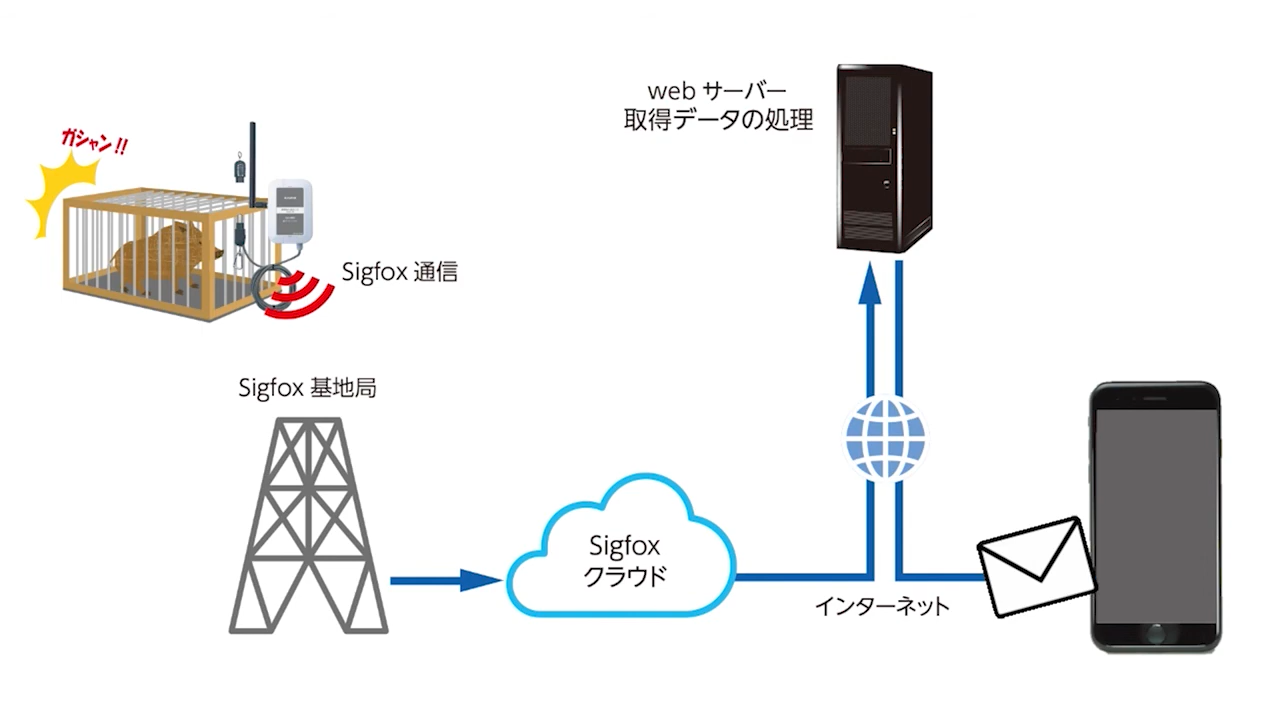 web サーバー
取得データの処理
ガシャン!!
Sigfox 通信
Sigfox 基地局
Sigfox
クラウド
インターネット